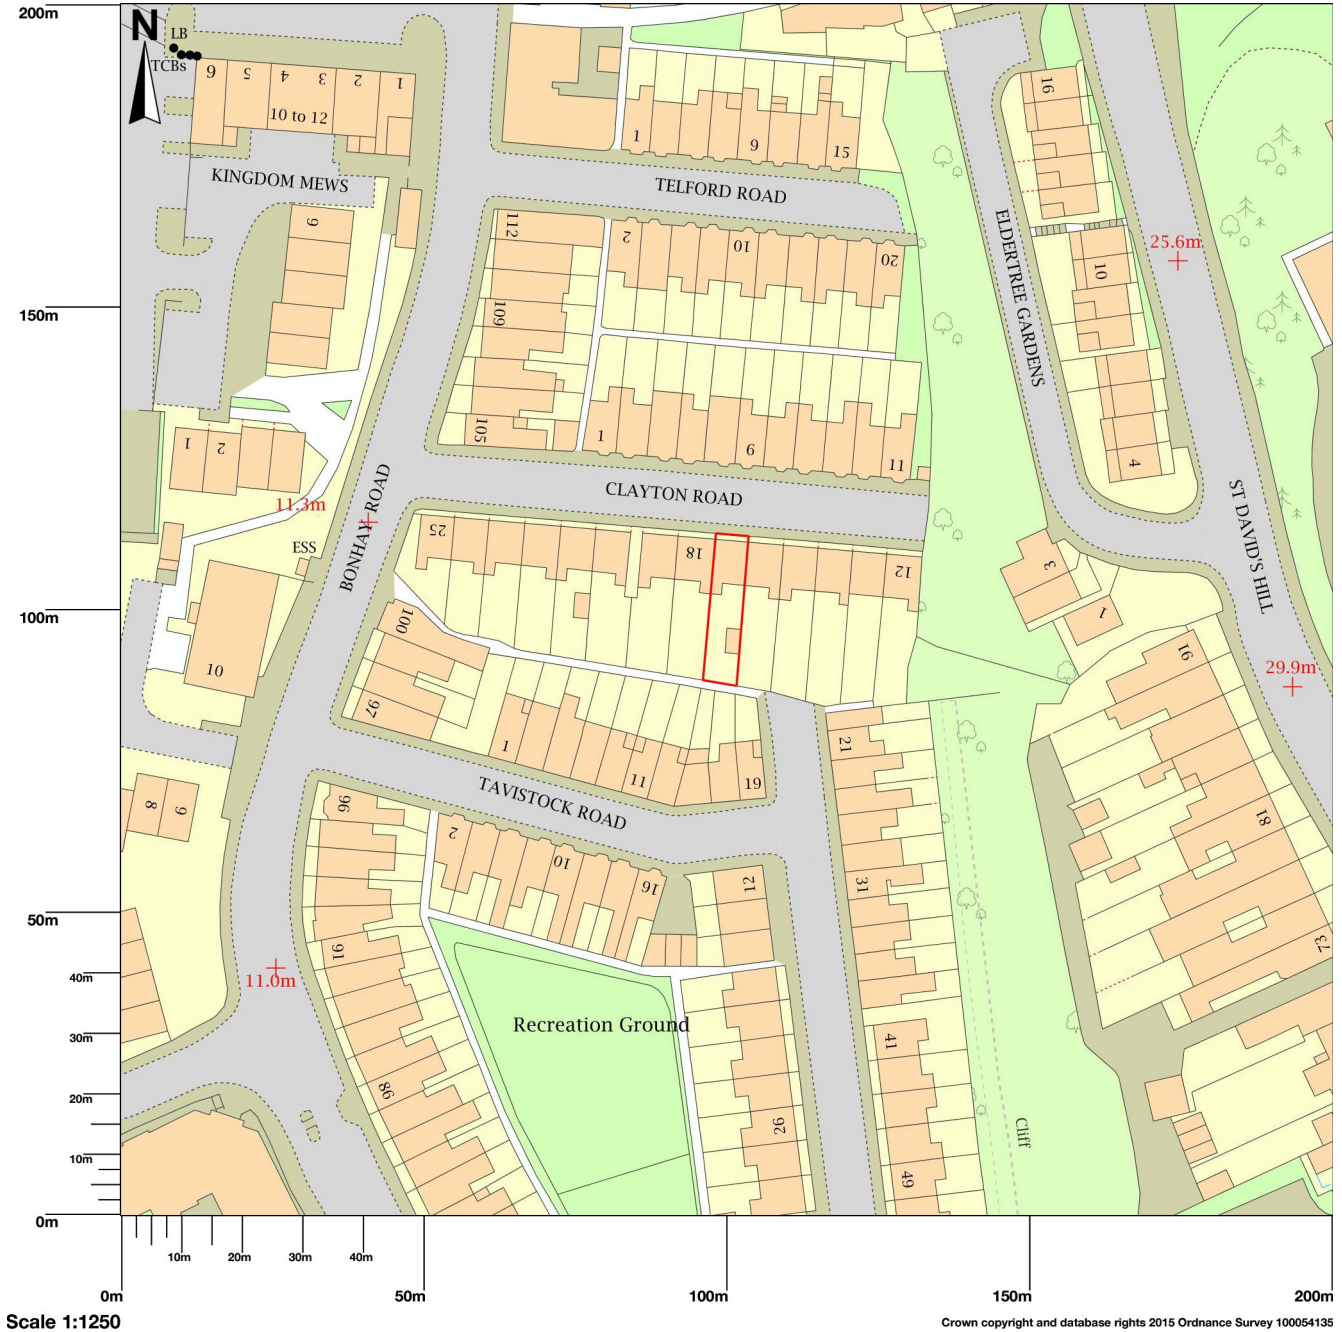 200m
N
LB
TCBs
6 5 4 3 2 1
10 to 12
KINGDOM MEWS
9
1 9 15
TELFORD ROAD
16
112
2 10 20
109
105
25.6m
10
ELDERTREE GARDENS
4
150m
1 6 11
CLAYTON ROAD
1 2
11.3m
BONHAY ROAD
ESS
ST DAVID'S HILL
25 18 12
3
1
100m
100
97
10
91
29.9m
1 11 19
TAVISTOCK ROAD
21
8 9
96
2 10 16
12
31
81
73
50m
91
11.0m
40m
Recreation Ground
30m
41
86
20m
26
Cliff
10m
49
0m
10m 20m 30m 40m
0m 50m 100m 150m 200m
Scale 1:1250
Crown copyright and database rights 2015 Ordnance Survey 100054135